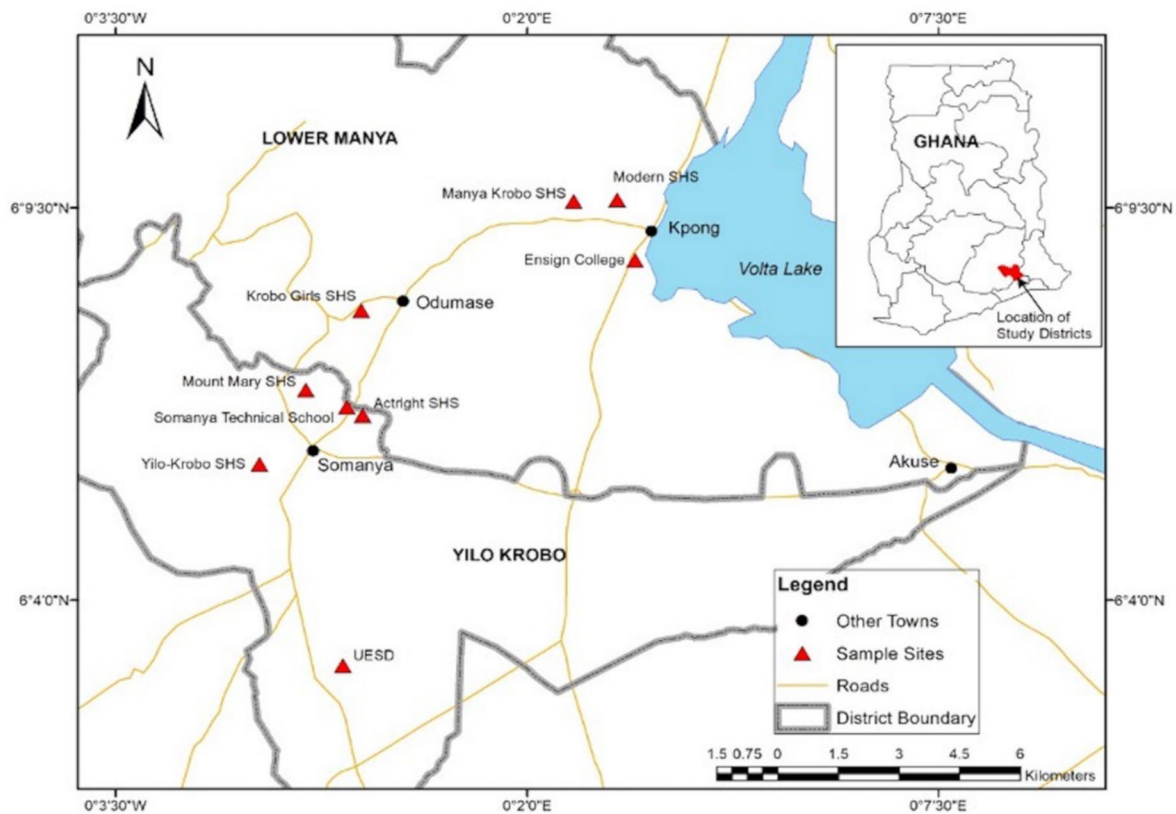 0°3'30"W
0°2'0"E
0°7'30"E
N
LOWER MANYA
GHANA
Modern SHS
Manya Krobo SHS
6°9'30"N
6°9'30"N
Kpong
Ensign College
Volta Lake
Krobo Girls SHS
Odumase
Location of
Study Districts
Mount Mary SHS
Actright SHS
Somanya Technical School
Yilo-Krobo SHS
Somanya
Akuse
YILO KROBO
Legend
6°4'0"N
6°4'0"N
Other Towns
UESD
Sample Sites
Roads
District Boundary
1.5 0.75 0 1.5 3 4.5 6
Kilometers
0°3'30"W
0°2'0"E
0°7'30"E